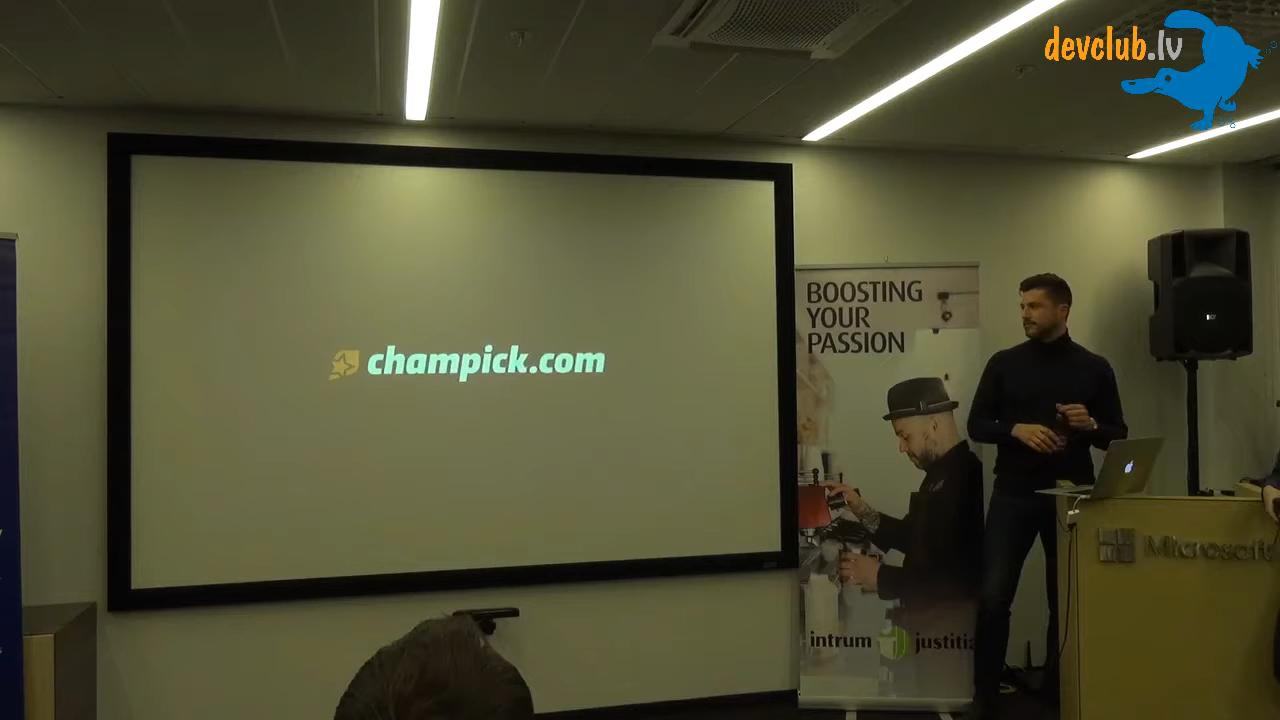 devclub.lv
champick.com
BOOSTING
YOUR
PASSION
intrum justitia
Microsoft